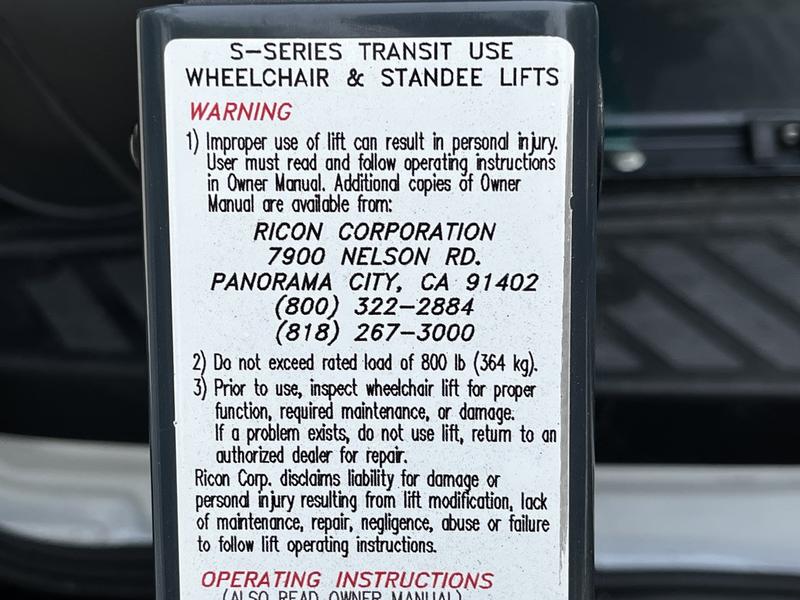 S-SERIES TRANSIT USE
WHEELCHAIR & STANDEE LIFTS
WARNING
1) Improper use of lift can result in personal injury.
User must read and follow operating instructions
in Owner Manual. Additional copies of Owner
Manual are available from:
RICON CORPORATION
7900 NELSON RD.
PANORAMA CITY, CA 91402
(800) 322-2884
(818) 267-3000
2) Do not exceed rated load of 800 lb (364 kg).
3) Prior to use, inspect wheelchair lift for proper
function, required maintenance, or damage.
If a problem exists, do not use lift, return to an
authorized dealer for repair.
Ricon Corp. disclaims liability for damage or
personal injury resulting from lift modification, lack
of maintenance, repair, negligence, abuse or failure
to follow lift operating instructions.
OPERATING INSTRUCTIONS
(ALSO READ OWNER MANUAL)